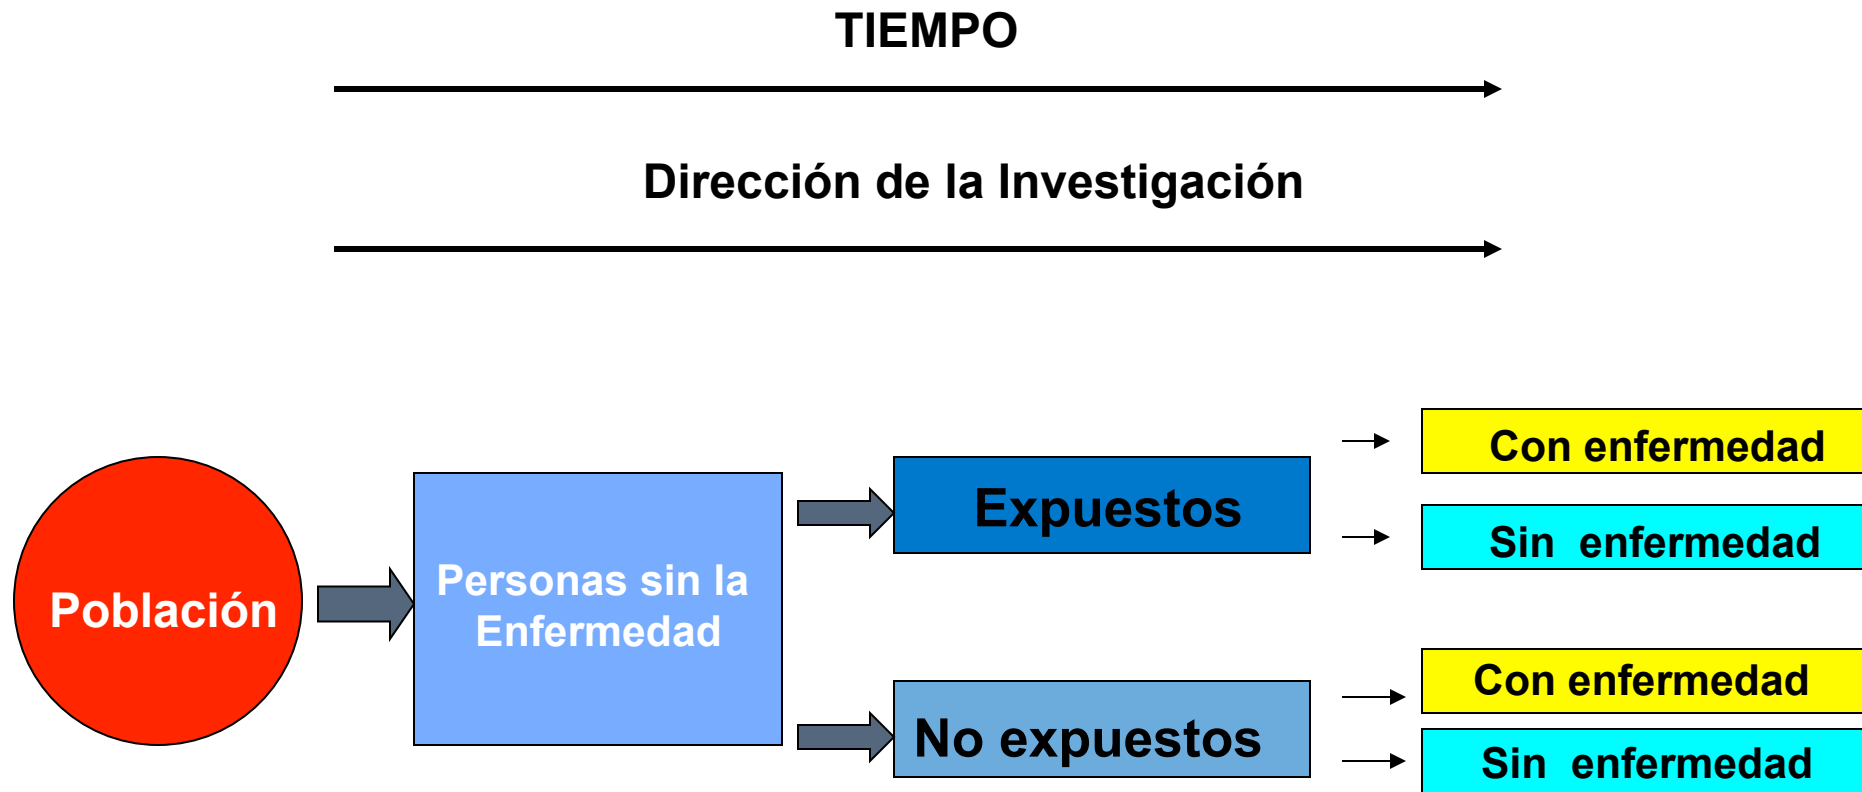 TIEMPO
Dirección de la Investigación
Población
Personas sin la
Enfermedad
Expuestos
No expuestos
Con enfermedad
Sin enfermedad
Con enfermedad
Sin enfermedad